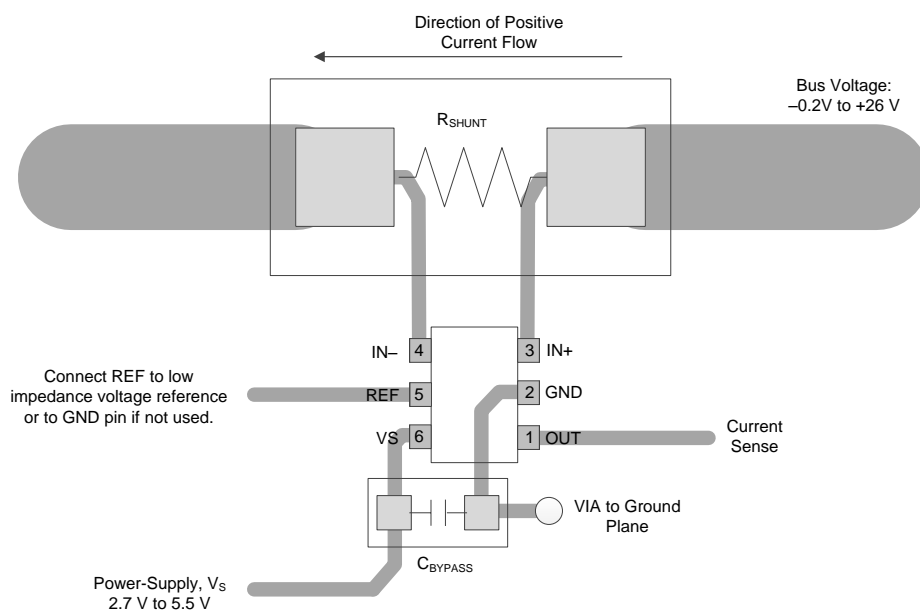 Direction of Positive
Current Flow
Bus Voltage:
–0.2V to +26 V
RSHUNT
IN–
4
3
IN+
Connect REF to low
impedance voltage reference
or to GND pin if not used.
REF
5
2
GND
VS
6
1
OUT
Current
Sense
VIA to Ground
Plane
CBYPASS
Power-Supply, VS
2.7 V to 5.5 V